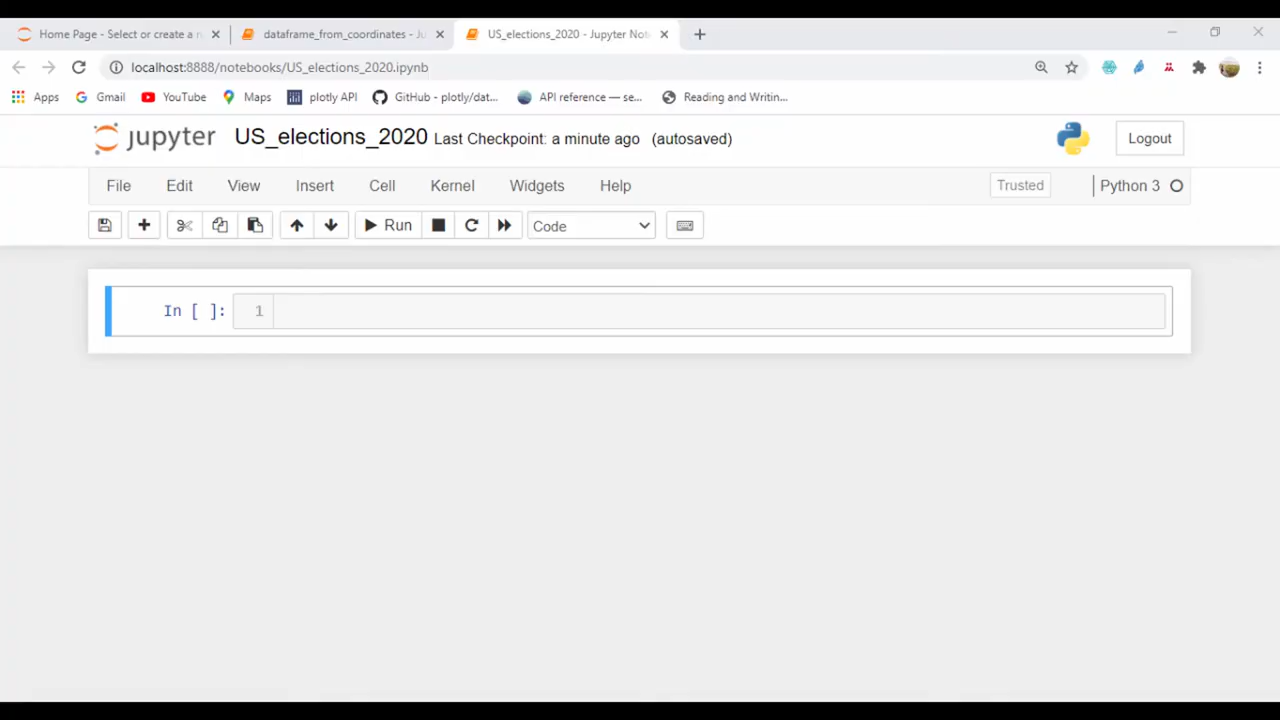 Home Page - Select or create a n
dataframe_from_coordinates - Ju
US_elections_2020 - Jupyter Note
localhost:8888/notebooks/US_elections_2020.ipynb
Apps Gmail YouTube Maps plotly API GitHub - plotly/dat... API reference — se... Reading and Writin...
jupyter US_elections_2020 Last Checkpoint: a minute ago (autosaved) Logout
File Edit View Insert Cell Kernel Widgets Help Trusted Python 3
Run Code
In [ ]: 1